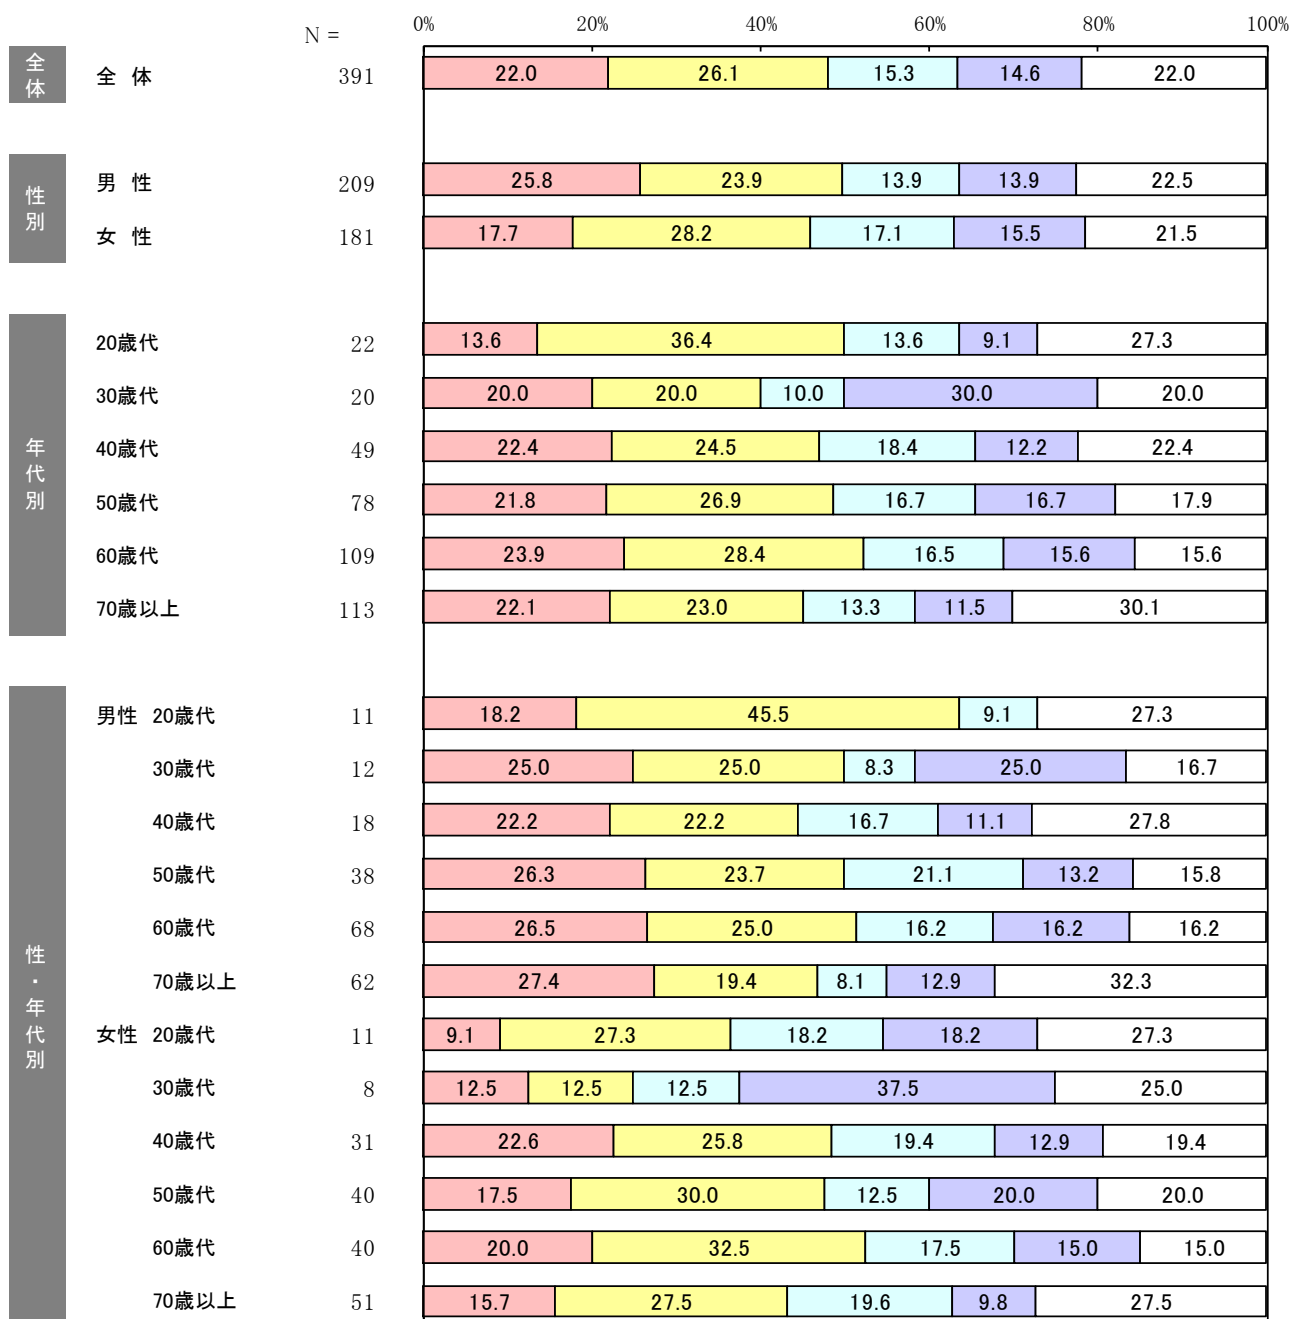 N = 0% 20% 40% 60% 80% 100%
全体
全 体 391 22.0 26.1 15.3 14.6 22.0
性別
男 性 209 25.8 23.9 13.9 13.9 22.5
女 性 181 17.7 28.2 17.1 15.5 21.5
年代別
20歳代 22 13.6 36.4 13.6 9.1 27.3
30歳代 20 20.0 20.0 10.0 30.0 20.0
40歳代 49 22.4 24.5 18.4 12.2 22.4
50歳代 78 21.8 26.9 16.7 16.7 17.9
60歳代 109 23.9 28.4 16.5 15.6 15.6
70歳以上 113 22.1 23.0 13.3 11.5 30.1
性・年代別
男性 20歳代 11 18.2 45.5 9.1 27.3
30歳代 12 25.0 25.0 8.3 25.0 16.7
40歳代 18 22.2 22.2 16.7 11.1 27.8
50歳代 38 26.3 23.7 21.1 13.2 15.8
60歳代 68 26.5 25.0 16.2 16.2 16.2
70歳以上 62 27.4 19.4 8.1 12.9 32.3
女性 20歳代 11 9.1 27.3 18.2 18.2 27.3
30歳代 8 12.5 12.5 12.5 37.5 25.0
40歳代 31 22.6 25.8 19.4 12.9 19.4
50歳代 40 17.5 30.0 12.5 20.0 20.0
60歳代 40 20.0 32.5 17.5 15.0 15.0
70歳以上 51 15.7 27.5 19.6 9.8 27.5